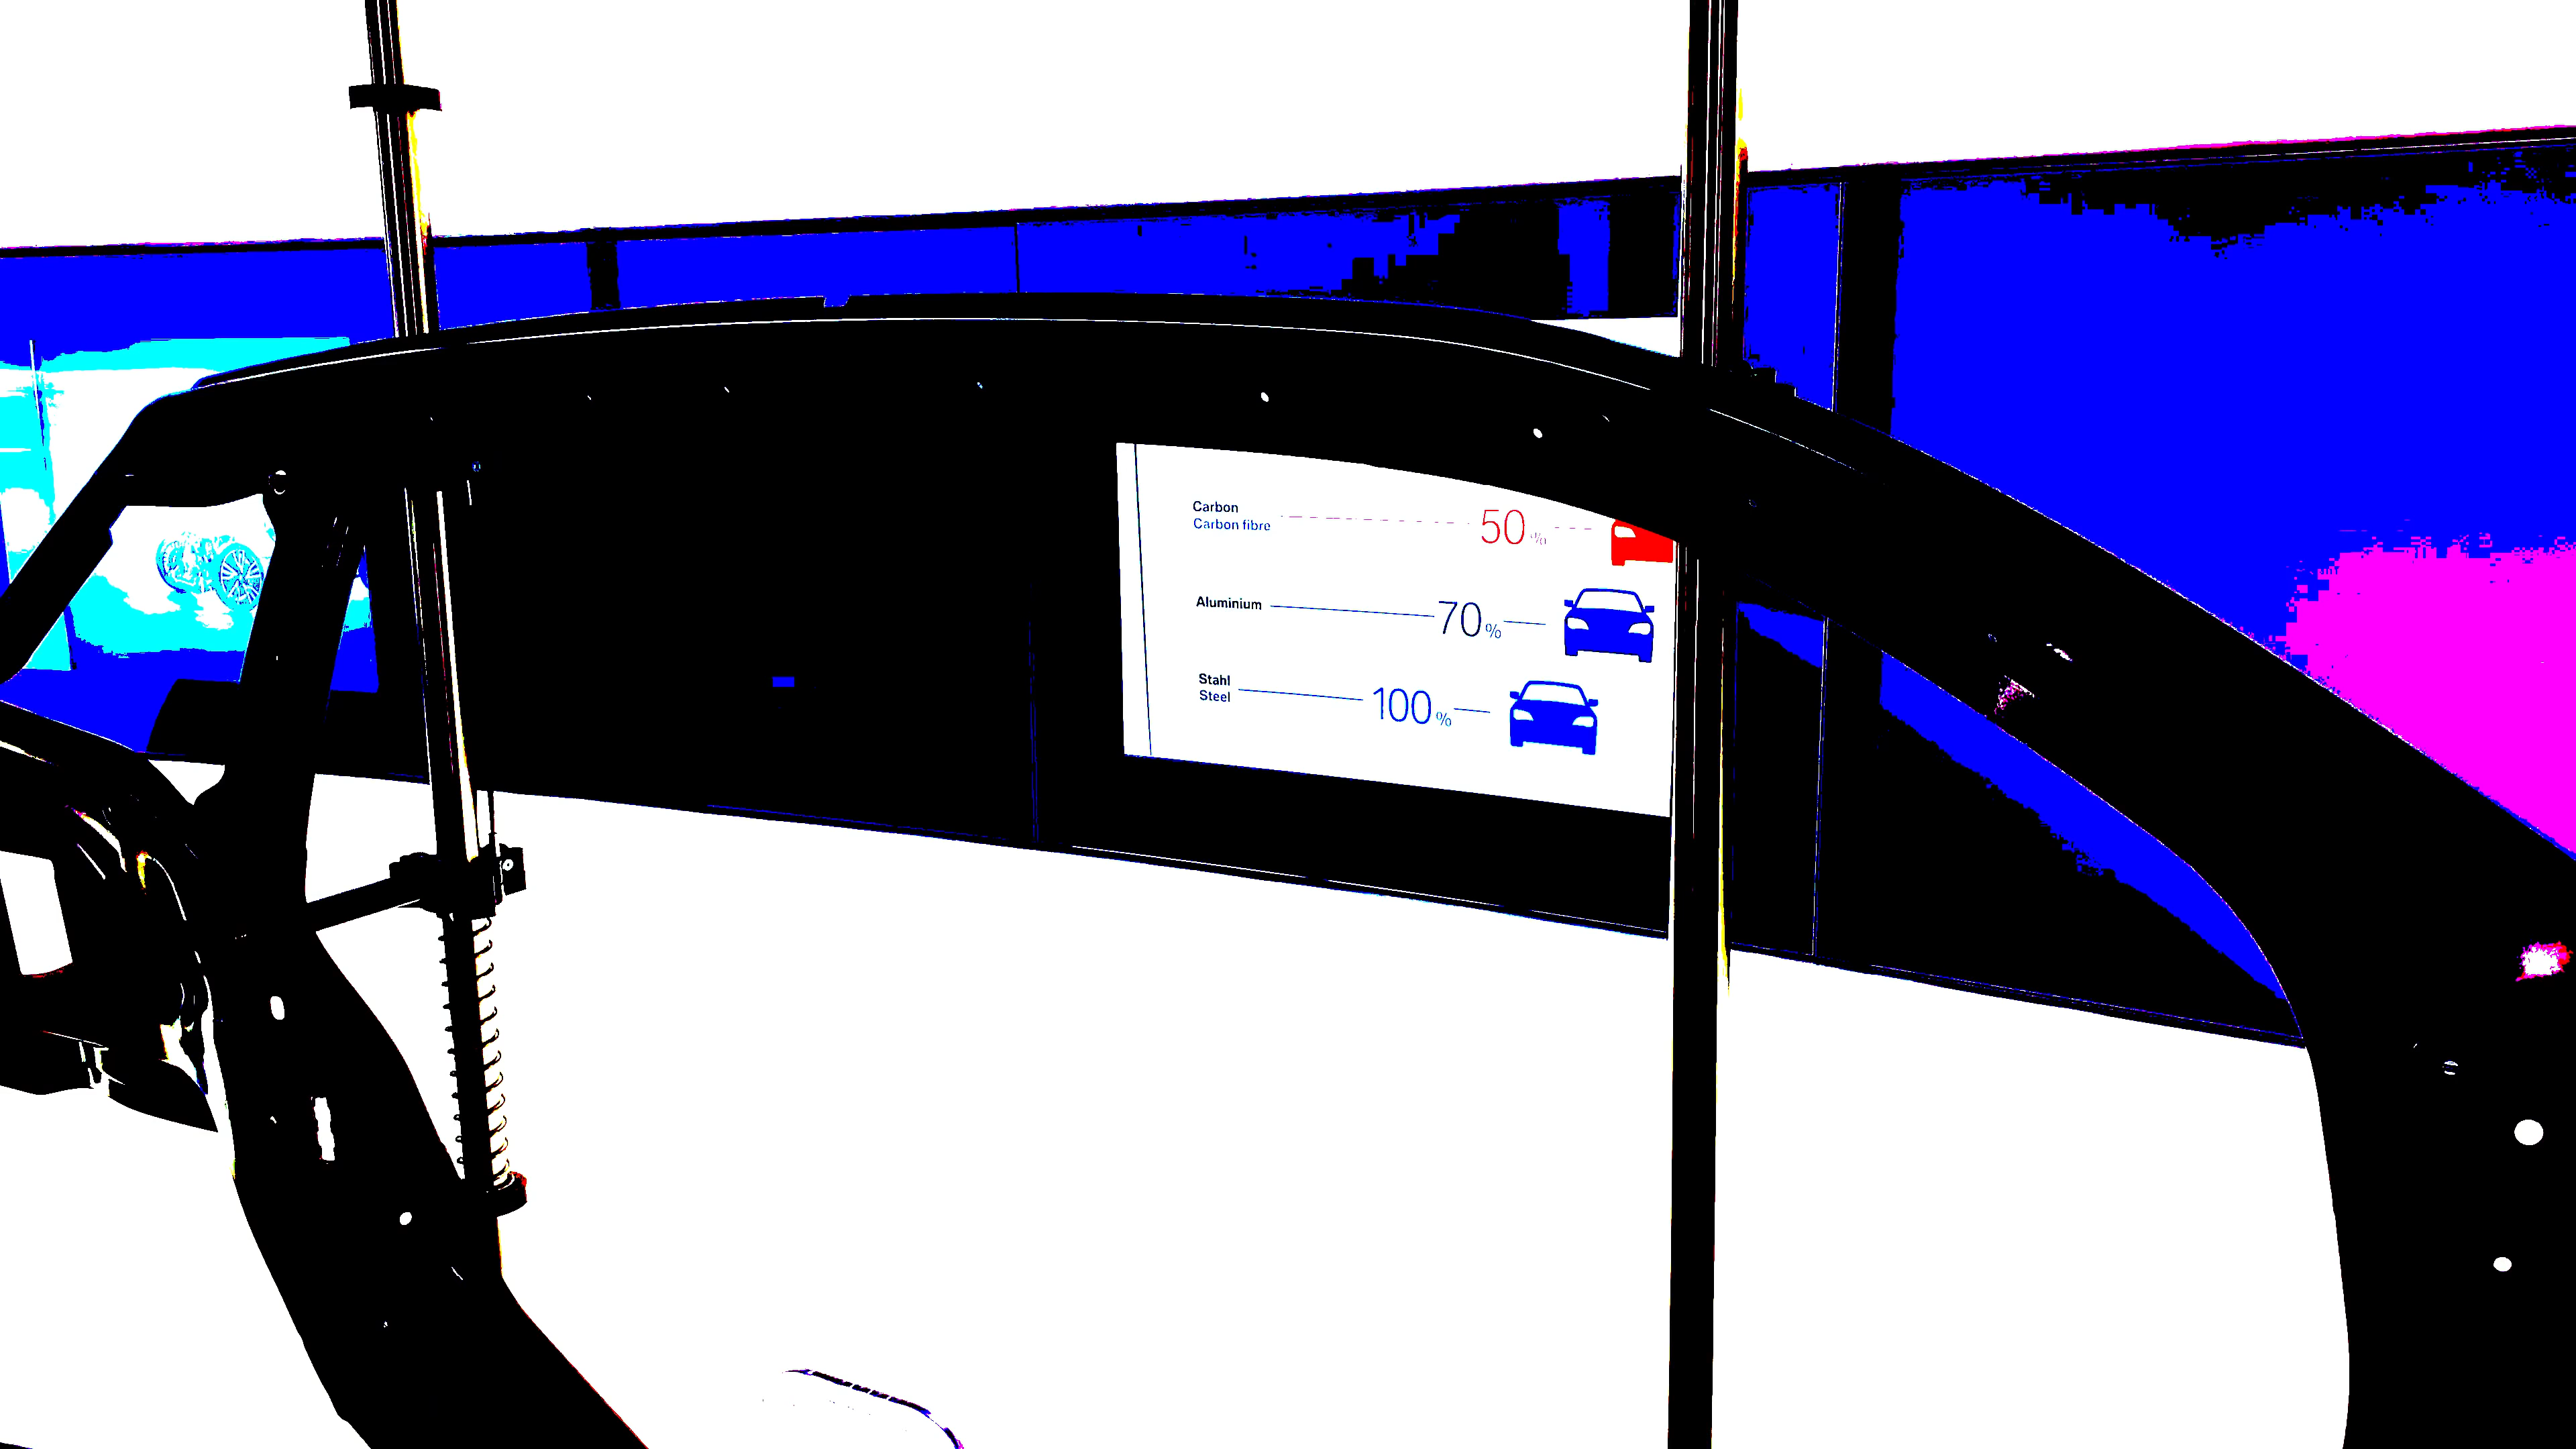 Carbon
Carbon fibre
50 %
Aluminium
70 %
Stahl
Steel
100 %